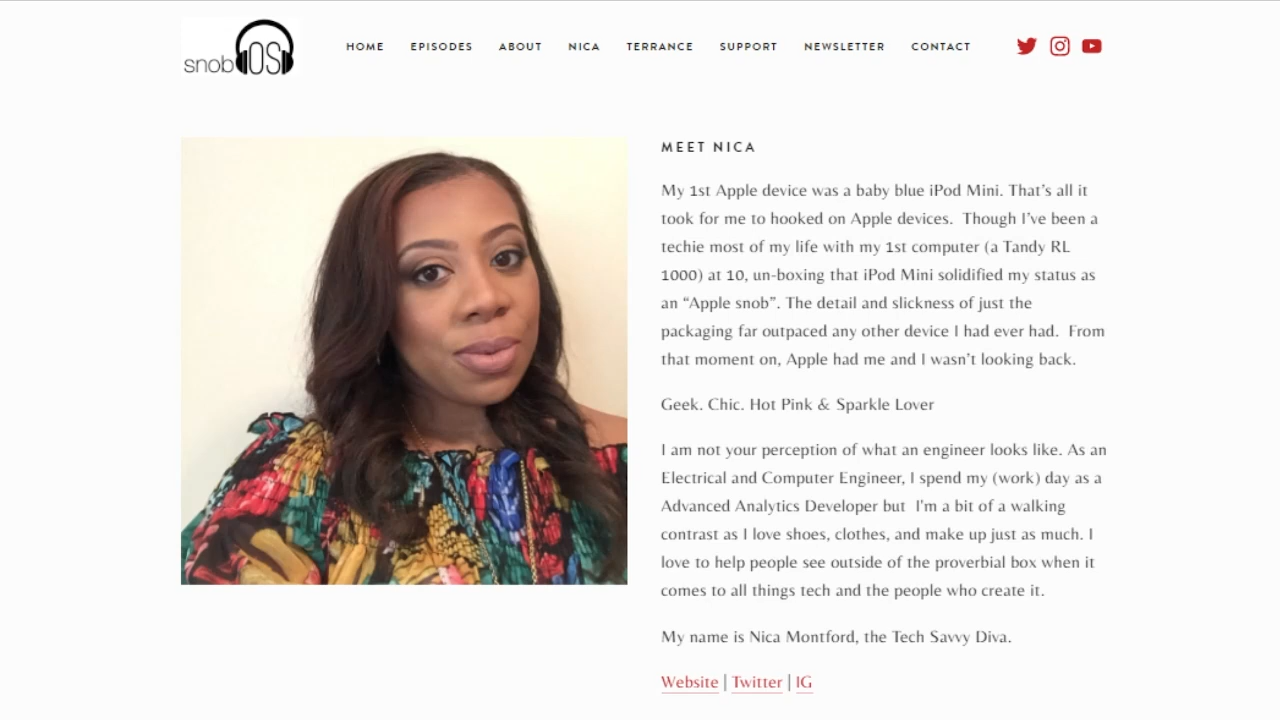 snobOS
HOME EPISODES ABOUT NICA TERRANCE SUPPORT NEWSLETTER CONTACT
MEET NICA
My 1st Apple device was a baby blue iPod Mini. That’s all it
took for me to hooked on Apple devices.  Though I’ve been a
techie most of my life with my 1st computer (a Tandy RL
1000) at 10, un-boxing that iPod Mini solidified my status as
an “Apple snob”. The detail and slickness of just the
packaging far outpaced any other device I had ever had.  From
that moment on, Apple had me and I wasn’t looking back.
Geek. Chic. Hot Pink & Sparkle Lover
I am not your perception of what an engineer looks like. As an
Electrical and Computer Engineer, I spend my (work) day as a
Advanced Analytics Developer but  I’m a bit of a walking
contrast as I love shoes, clothes, and make up just as much. I
love to help people see outside of the proverbial box when it
comes to all things tech and the people who create it.
My name is Nica Montford, the Tech Savvy Diva.
Website | Twitter | IG